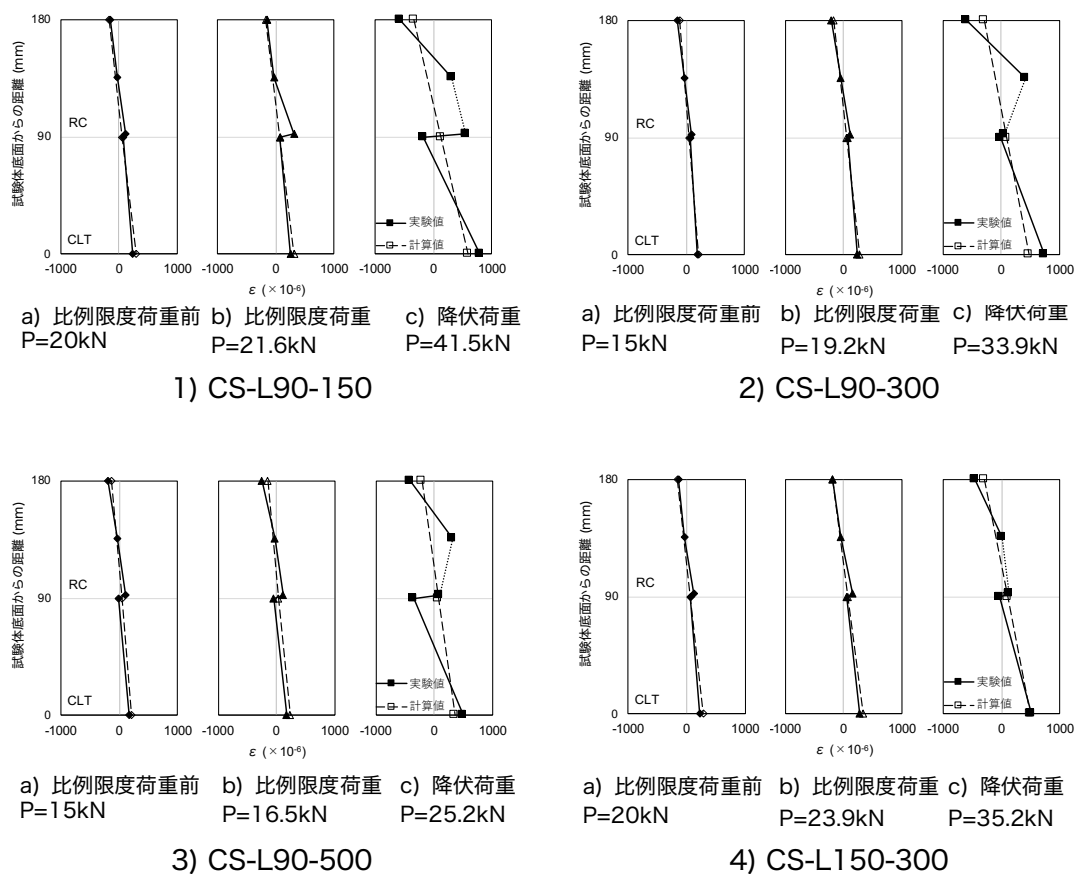 試験体底面からの距離 (mm)
180
90
0
RC
CLT
-1000 0 1000
-1000 0 1000
-1000 0 1000
実験値
計算値
ε (×10⁻⁶)
a) 比例限度荷重前
P=20kN
b) 比例限度荷重
P=21.6kN
c) 降伏荷重
P=41.5kN
1) CS-L90-150
試験体底面からの距離 (mm)
180
90
0
RC
CLT
-1000 0 1000
-1000 0 1000
-1000 0 1000
実験値
計算値
ε (×10⁻⁶)
a) 比例限度荷重前
P=15kN
b) 比例限度荷重
P=19.2kN
c) 降伏荷重
P=33.9kN
2) CS-L90-300
試験体底面からの距離 (mm)
180
90
0
RC
CLT
-1000 0 1000
-1000 0 1000
-1000 0 1000
実験値
計算値
ε (×10⁻⁶)
a) 比例限度荷重前
P=15kN
b) 比例限度荷重
P=16.5kN
c) 降伏荷重
P=25.2kN
3) CS-L90-500
試験体底面からの距離 (mm)
180
90
0
RC
CLT
-1000 0 1000
-1000 0 1000
-1000 0 1000
実験値
計算値
ε (×10⁻⁶)
a) 比例限度荷重前
P=20kN
b) 比例限度荷重
P=23.9kN
c) 降伏荷重
P=35.2kN
4) CS-L150-300